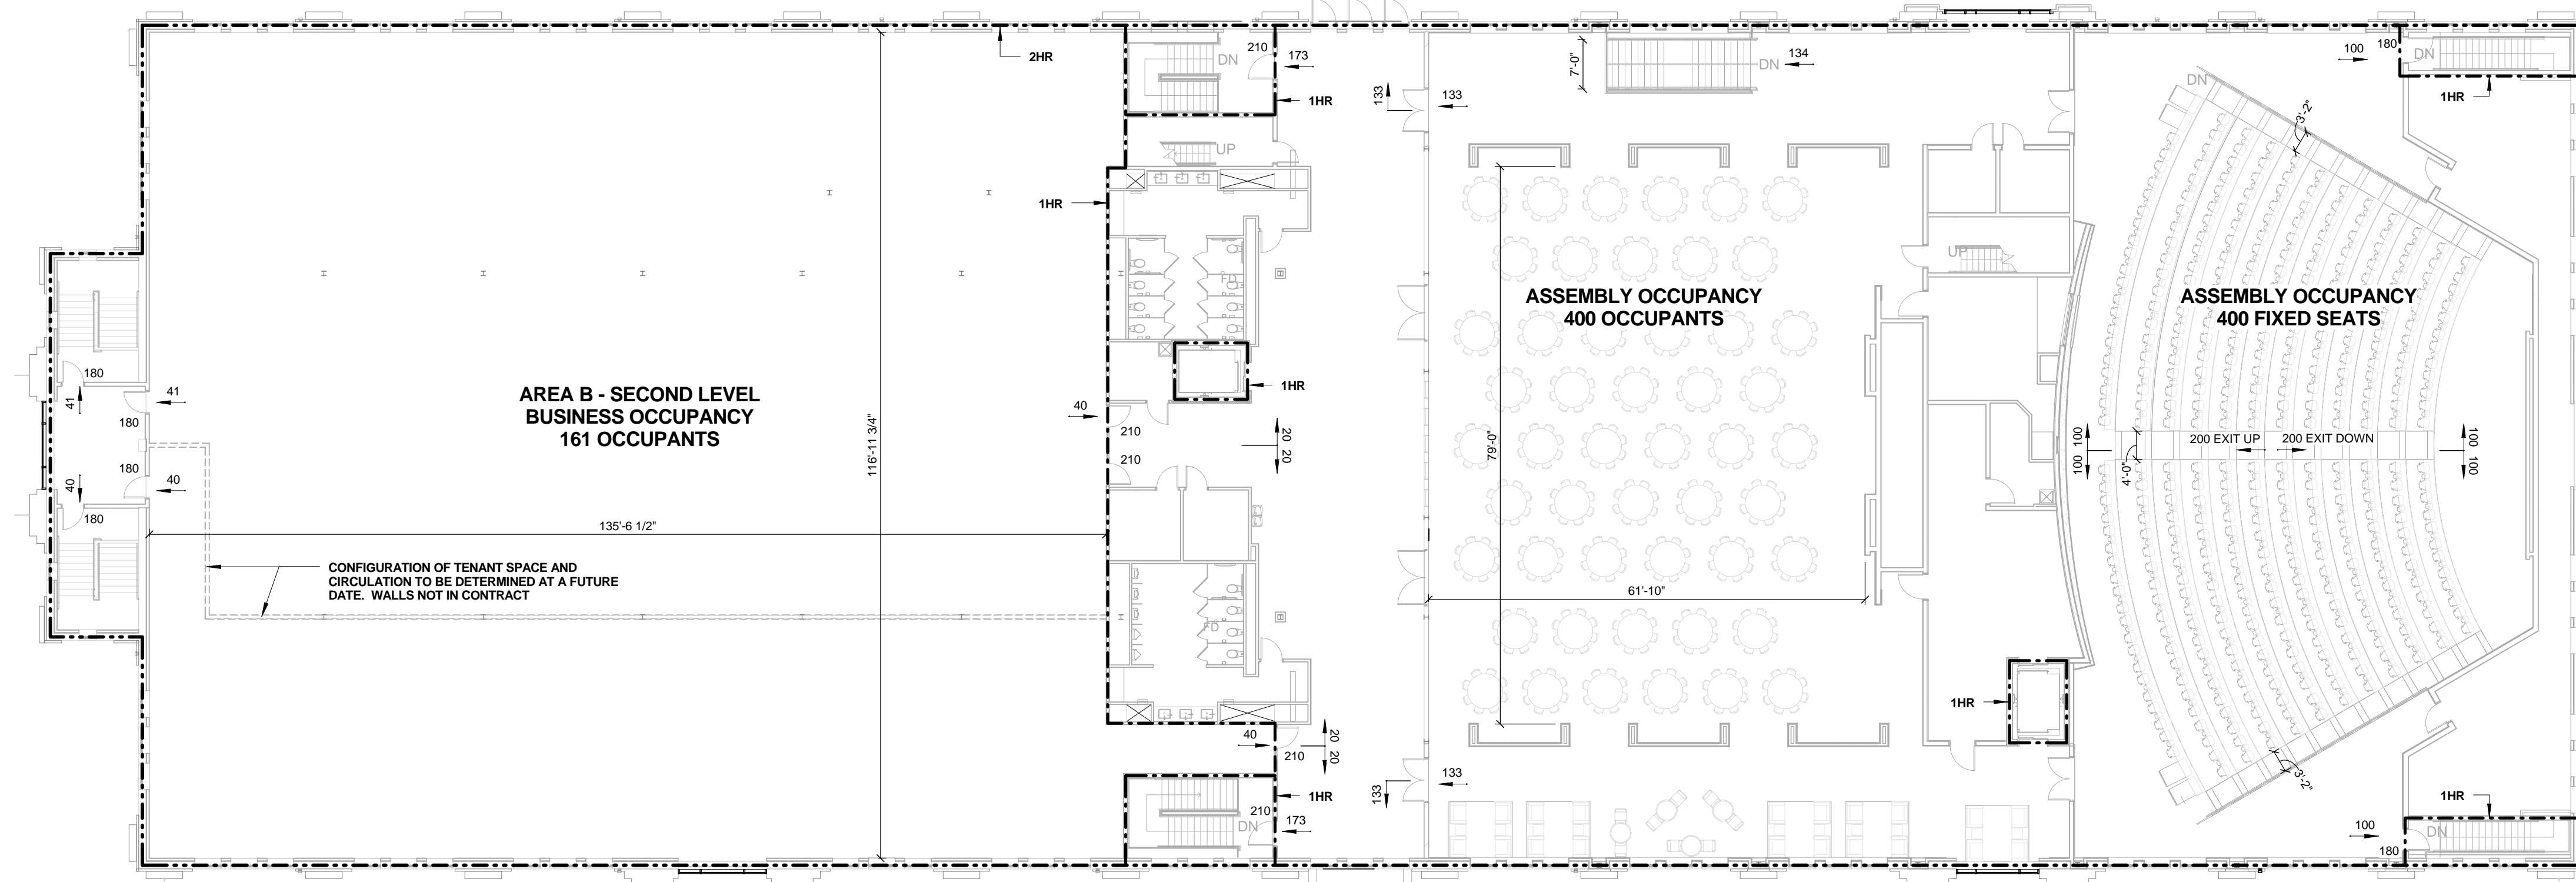 2HR
210
173
DN
1HR
UP
1HR
133
133
7'-0"
DN
134
100
180
DN
1HR
DN
3'-2"
FD
UP
ASSEMBLY OCCUPANCY
400 OCCUPANTS
ASSEMBLY OCCUPANCY
400 FIXED SEATS
180
41
41
180
180
40
40
180
AREA B - SECOND LEVEL
BUSINESS OCCUPANCY
161 OCCUPANTS
116'-11 3/4"
1HR
40
210
210
20
20
79'-0"
100
100
4'-0"
200 EXIT UP
200 EXIT DOWN
100
100
135'-6 1/2"
CONFIGURATION OF TENANT SPACE AND
CIRCULATION TO BE DETERMINED AT A FUTURE
DATE.  WALLS NOT IN CONTRACT
61'-10"
FD
1HR
40
210
20
20
1HR
210
173
DN
133
133
3'-2"
1HR
100
180
DN